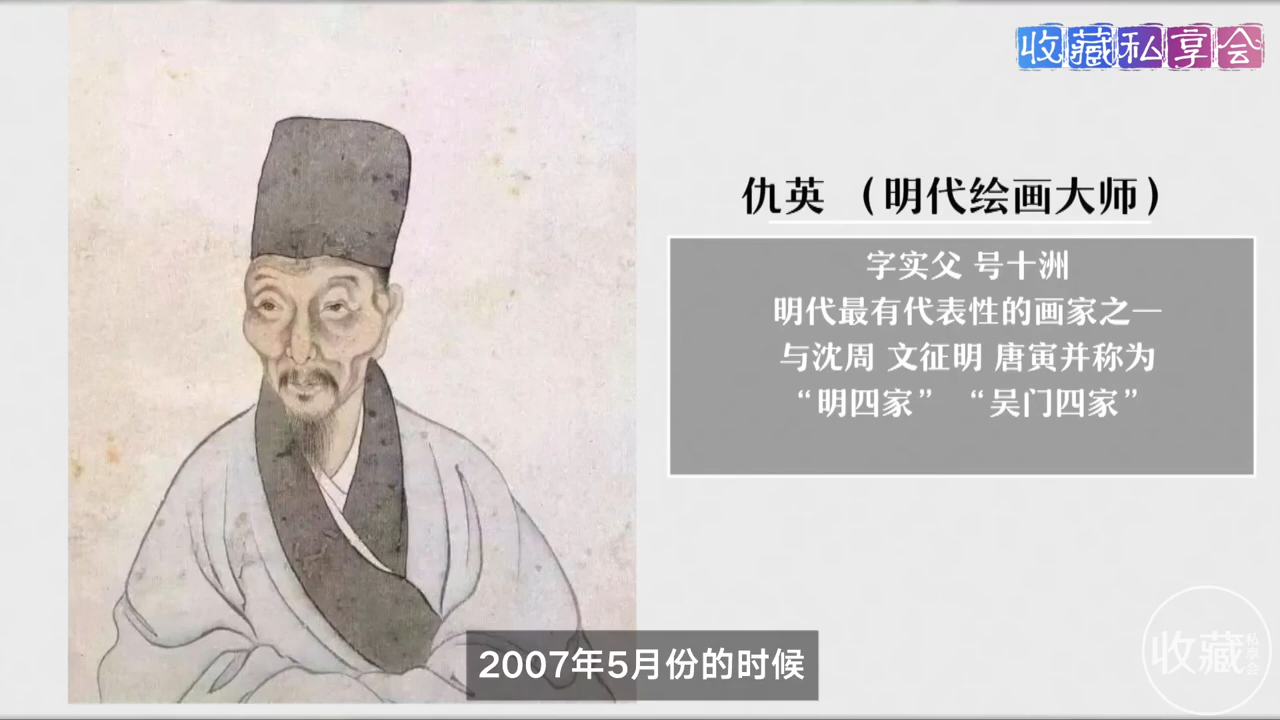 收藏私享会
仇英 （明代绘画大师）
字实父 号十洲
明代最有代表性的画家之一
与沈周 文征明 唐寅并称为
“明四家” “吴门四家”
2007年5月份的时候
收藏私享会